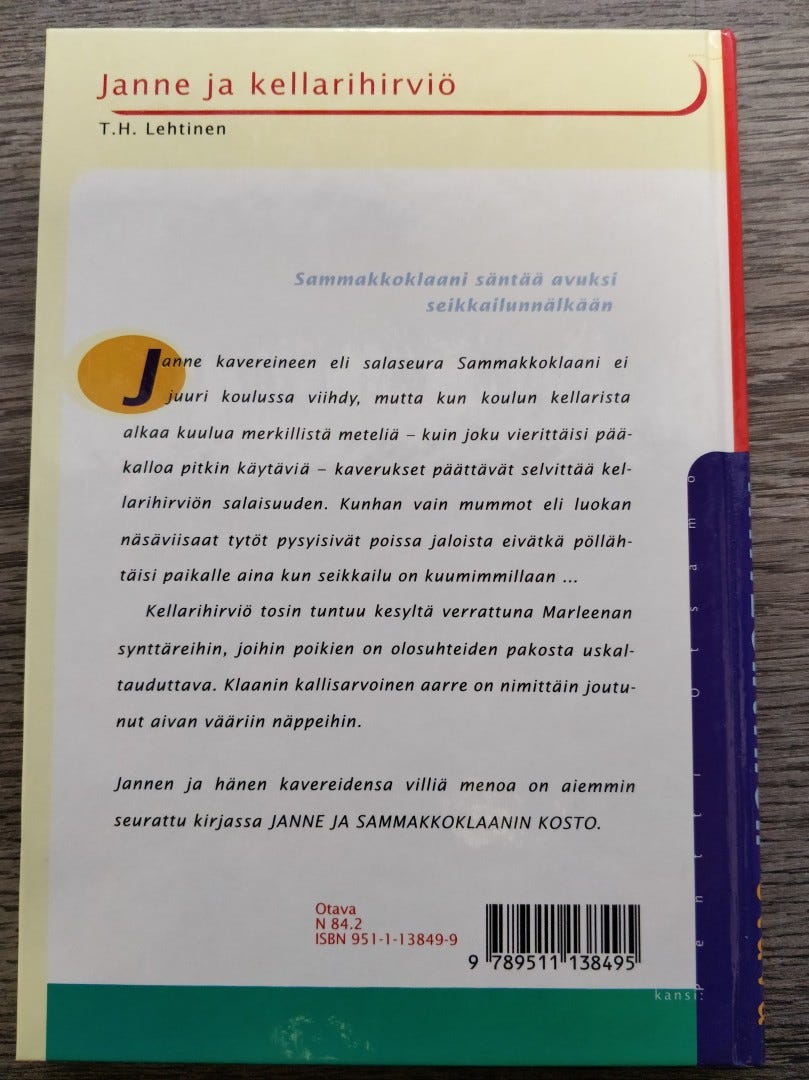 Janne ja kellarihirviö
T.H. Lehtinen
Sammakkoklaani säntää avuksi
seikkailunnälkään
Janne kavereineen eli salaseura Sammakkoklaani ei
juuri koulussa viihdy, mutta kun koulun kellarista
alkaa kuulua merkillistä meteliä – kuin joku vierittäisi pää-
kalloa pitkin käytäviä – kaverukset päättävät selvittää kel-
larihirviön salaisuuden. Kunhan vain mummot eli luokan
näsäviisaat tytöt pysyisivät poissa jaloista eivätkä pölläh-
täisi paikalle aina kun seikkailu on kuumimmillaan ...
Kellarihirviö tosin tuntuu kesyltä verrattuna Marleenan
synttäreihin, joihin poikien on olosuhteiden pakosta uskal-
tauduttava. Klaanin kallisarvoinen aarre on nimittäin joutu-
nut aivan vääriin näppeihin.
Jannen ja hänen kavereidensa villiä menoa on aiemmin
seurattu kirjassa JANNE JA SAMMAKKOKLAANIN KOSTO.
Otava
N 84.2
ISBN 951-1-13849-9
9 789511 138495
kansi: Pentti Otsamo